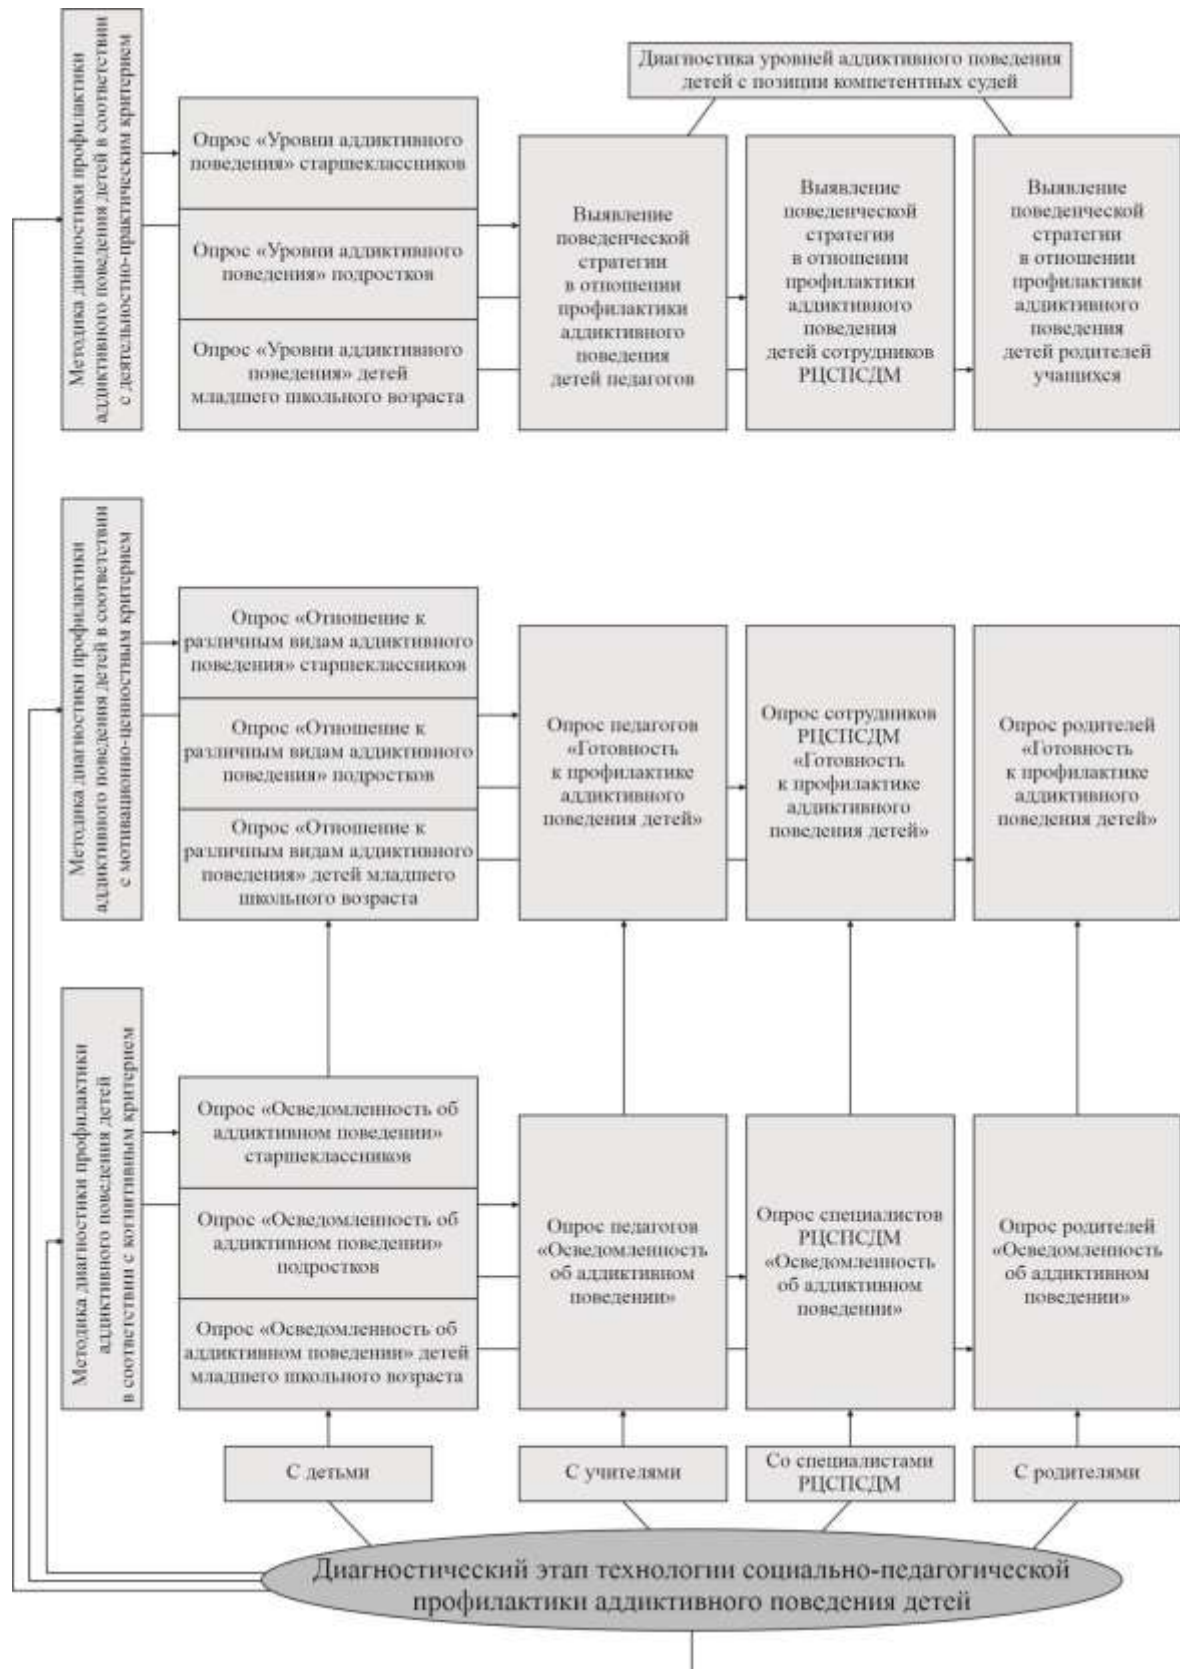 Диагностика уровней аддиктивного поведения
детей с позиции компетентных судей
Методика диагностики профилактики
аддиктивного поведения детей в соответствии
с деятельностно-практическим критерием
Опрос «Уровни аддиктивного
поведения» старшеклассников
Опрос «Уровни аддиктивного
поведения» подростков
Опрос «Уровни аддиктивного
поведения» детей
младшего школьного возраста
Выявление
поведенческой
стратегии
в отношении
профилактики
аддиктивного
поведения
детей педагогов
Выявление
поведенческой
стратегии
в отношении
профилактики
аддиктивного
поведения
детей сотрудников
РЦСПСДМ
Выявление
поведенческой
стратегии
в отношении
профилактики
аддиктивного
поведения
детей родителей
учащихся
Методика диагностики профилактики
аддиктивного поведения детей в соответствии
с мотивационно-ценностным критерием
Опрос «Отношение к
различным видам аддиктивного
поведения» старшеклассников
Опрос «Отношение к
различным видам аддиктивного
поведения» подростков
Опрос «Отношение к
различным видам аддиктивного
поведения» детей младшего
школьного возраста
Опрос педагогов
«Готовность
к профилактике
аддиктивного
поведения детей»
Опрос сотрудников
РЦСПСДМ
«Готовность
к профилактике
аддиктивного
поведения детей»
Опрос родителей
«Готовность
к профилактике
аддиктивного
поведения детей»
Методика диагностики профилактики
аддиктивного поведения детей
в соответствии с когнитивным критерием
Опрос «Осведомленность об
аддиктивном поведении»
старшеклассников
Опрос «Осведомленность об
аддиктивном поведении»
подростков
Опрос «Осведомленность об
аддиктивном поведении» детей
младшего школьного возраста
Опрос педагогов
«Осведомленность
об аддиктивном
поведении»
Опрос специалистов
РЦСПСДМ
«Осведомленность
об аддиктивном
поведении»
Опрос родителей
«Осведомленность
об аддиктивном
поведении»
С детьми
С учителями
Со специалистами
РЦСПСДМ
С родителями
Диагностический этап технологии социально-педагогической
профилактики аддиктивного поведения детей